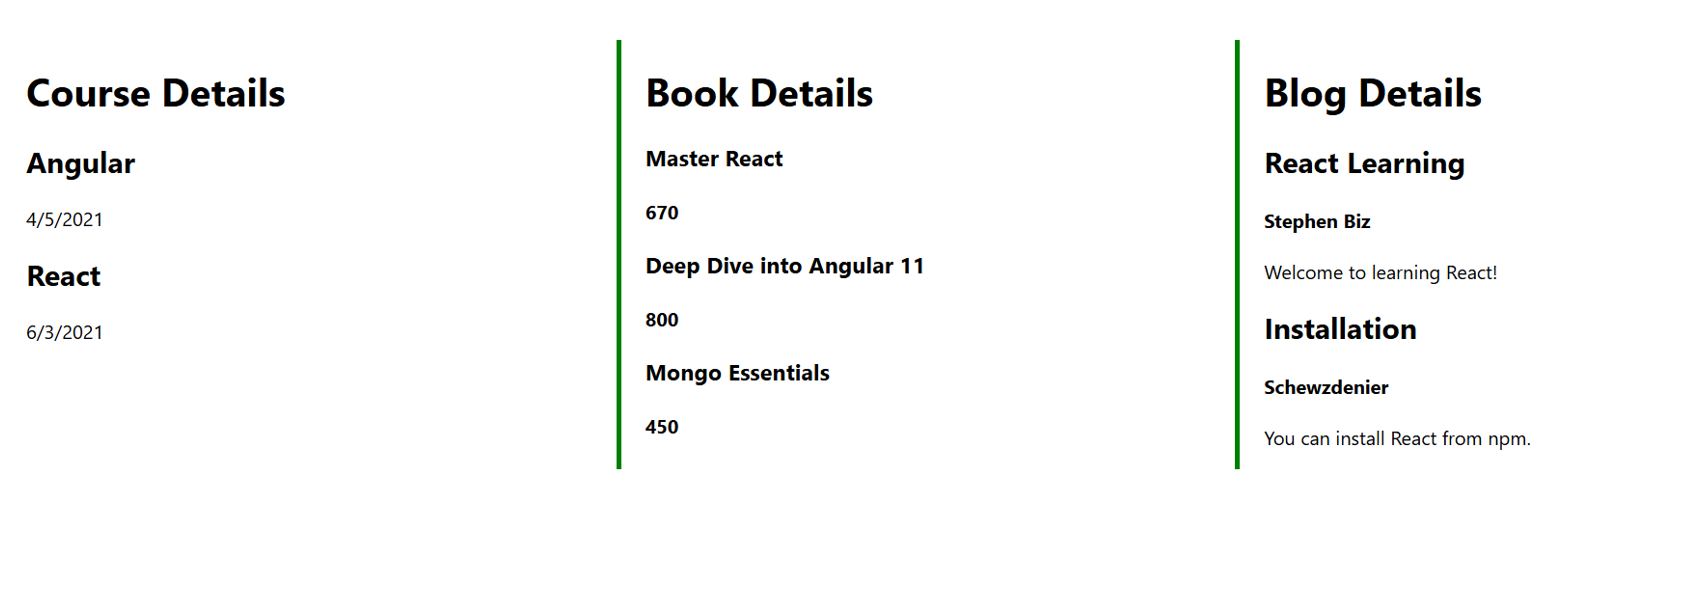 Course Details
Angular
4/5/2021
React
6/3/2021
Book Details
Master React
670
Deep Dive into Angular 11
800
Mongo Essentials
450
Blog Details
React Learning
Stephen Biz
Welcome to learning React!
Installation
Schewzdenier
You can install React from npm.